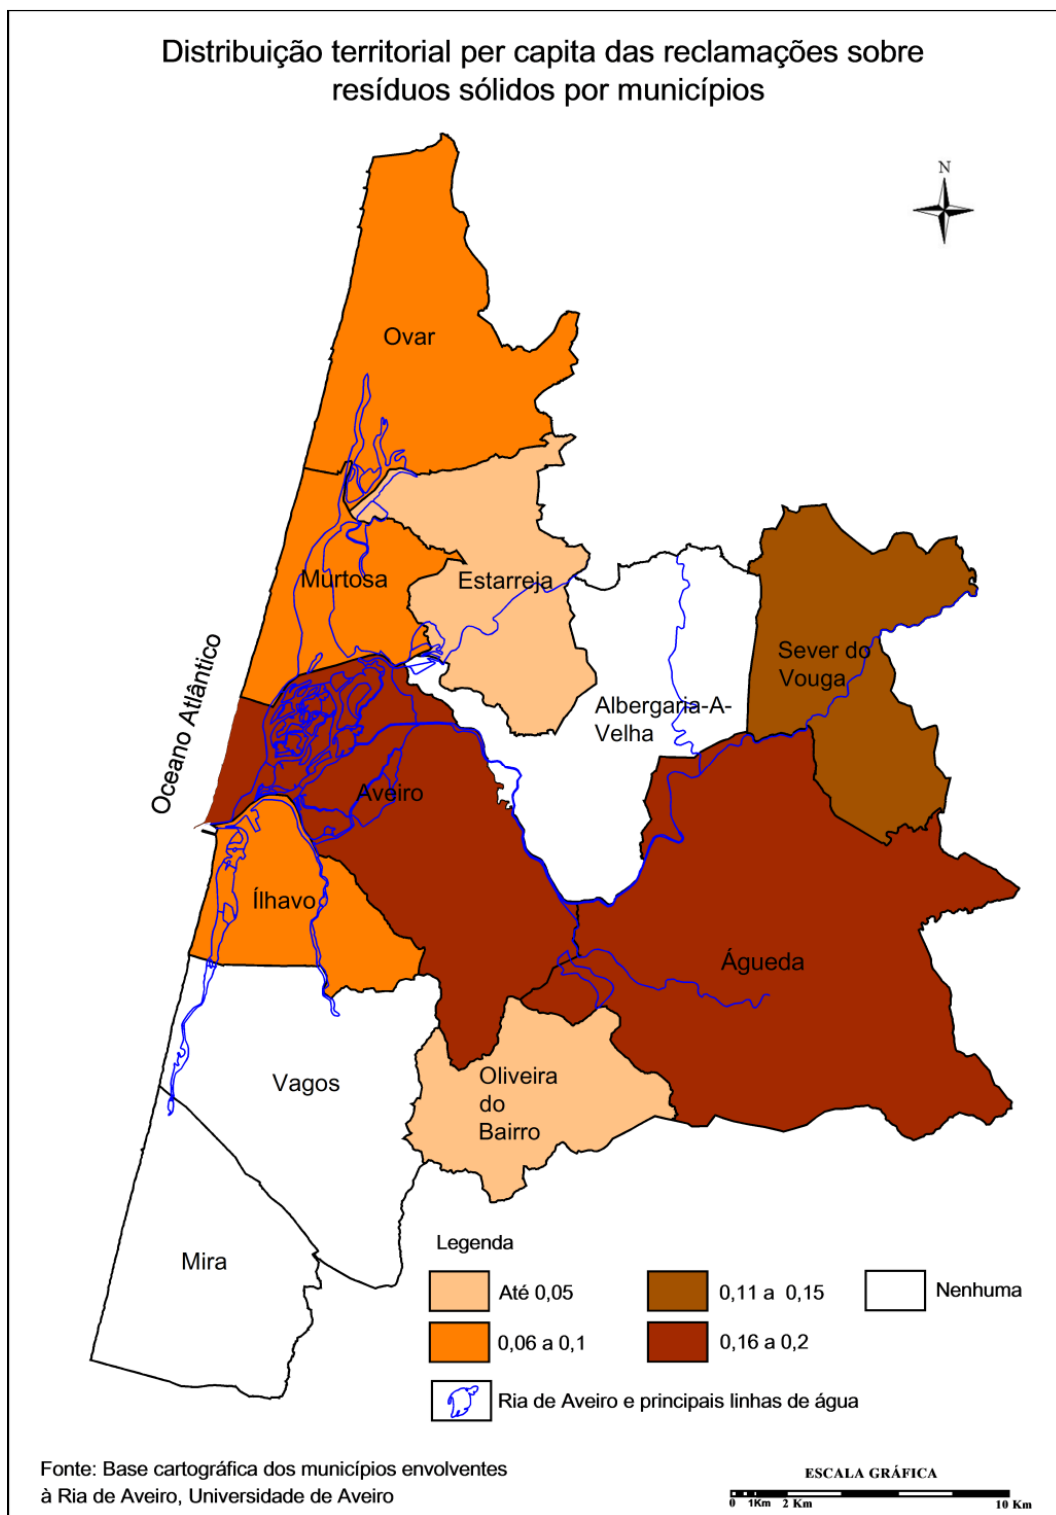 Distribuição territorial per capita das reclamações sobre
resíduos sólidos por municípios
N
Ovar
Murtosa
Estarreja
Sever do
Vouga
Albergaria-A-
Velha
Oceano Atlântico
Aveiro
Ílhavo
Águeda
Vagos
Oliveira
do
Bairro
Mira
Legenda
Até 0,05
0,11 a 0,15
Nenhuma
0,06 a 0,1
0,16 a 0,2
Ria de Aveiro e principais linhas de água
Fonte: Base cartográfica dos municípios envolventes
à Ria de Aveiro, Universidade de Aveiro
ESCALA GRÁFICA
0 1Km 2 Km 10 Km